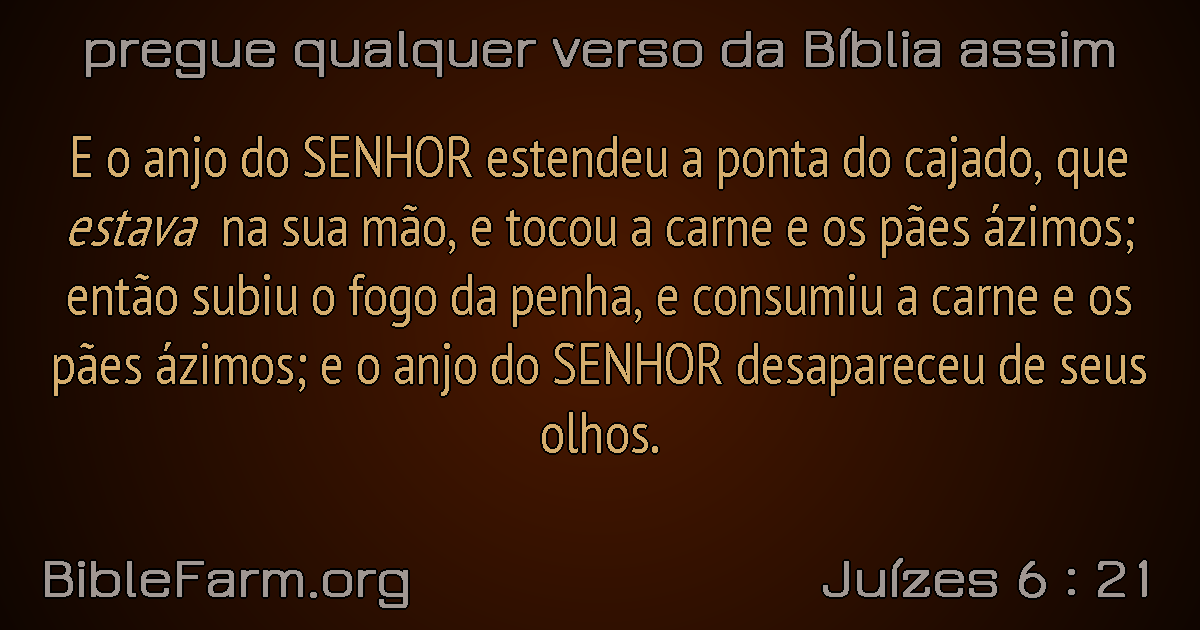 pregue qualquer verso da Bíblia assim
E o anjo do SENHOR estendeu a ponta do cajado, que
estava na sua mão, e tocou a carne e os pães ázimos;
então subiu o fogo da penha, e consumiu a carne e os
pães ázimos; e o anjo do SENHOR desapareceu de seus
olhos.
BibleFarm.org
Juízes 6 : 21